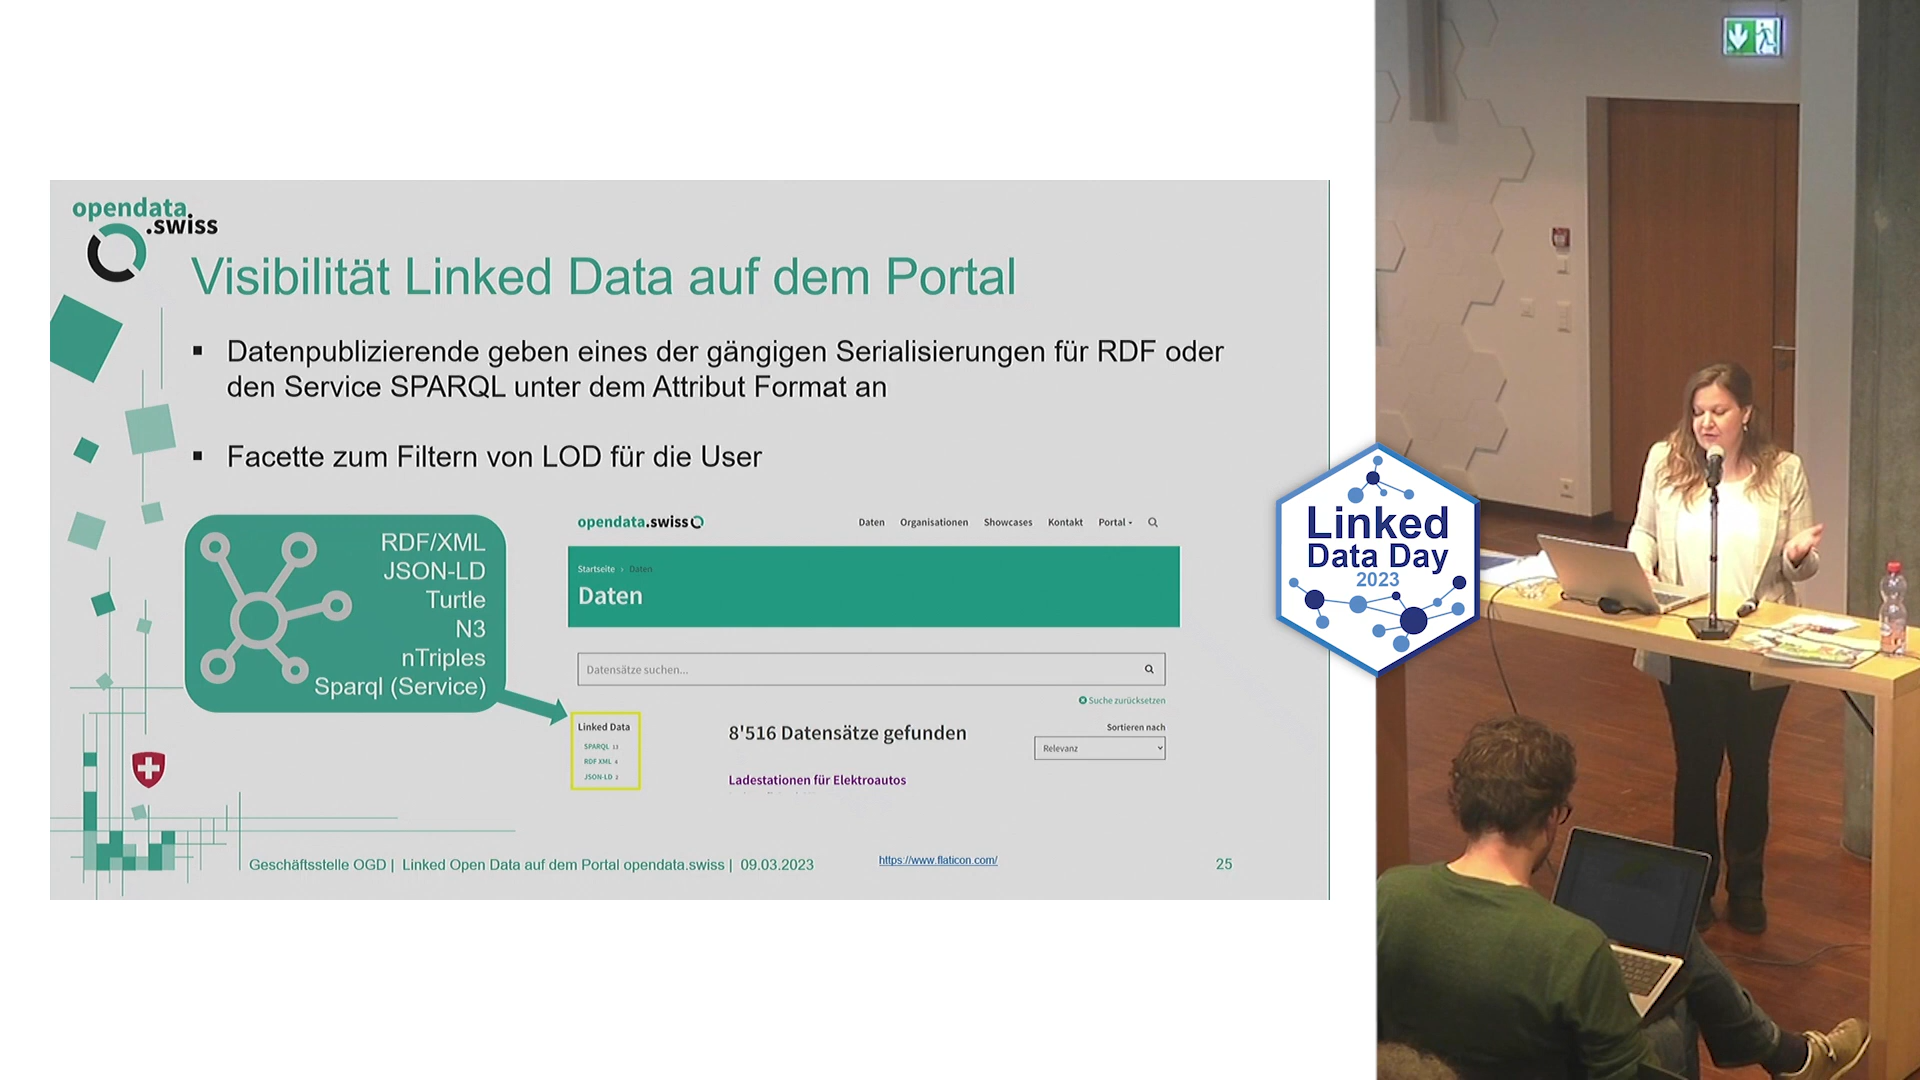 opendata
.swiss
Visibilität Linked Data auf dem Portal
▪ Datenpublizierende geben eines der gängigen Serialisierungen für RDF oder
den Service SPARQL unter dem Attribut Format an
▪ Facette zum Filtern von LOD für die User
RDF/XML
JSON-LD
Turtle
N3
nTriples
Sparql (Service)
opendata.swiss
Daten Organisationen Showcases Kontakt Portal
Startseite › Daten
Daten
Datensätze suchen...
Suche zurücksetzen
Linked Data
SPARQL 13
RDF XML 4
JSON-LD 2
8'516 Datensätze gefunden
Sortieren nach
Relevanz
Ladestationen für Elektroautos
Geschäftsstelle OGD | Linked Open Data auf dem Portal opendata.swiss | 09.03.2023
https://www.flaticon.com/
25
Linked
Data Day
2023